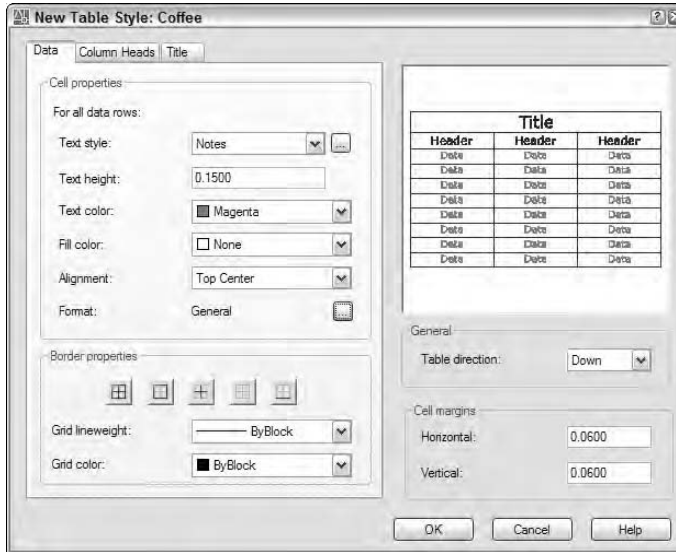 New Table Style: Coffee
Data
Column Heads
Title
Cell properties
For all data rows:
Text style:
Notes
...
Text height:
0.1500
Text color:
Magenta
Fill color:
None
Alignment:
Top Center
Format:
General
...
Border properties
Grid lineweight:
ByBlock
Grid color:
ByBlock
Title
Header Header Header
Data Data Data
Data Data Data
Data Data Data
Data Data Data
Data Data Data
Data Data Data
Data Data Data
Data Data Data
General
Table direction:
Down
Cell margins
Horizontal:
0.0600
Vertical:
0.0600
OK
Cancel
Help